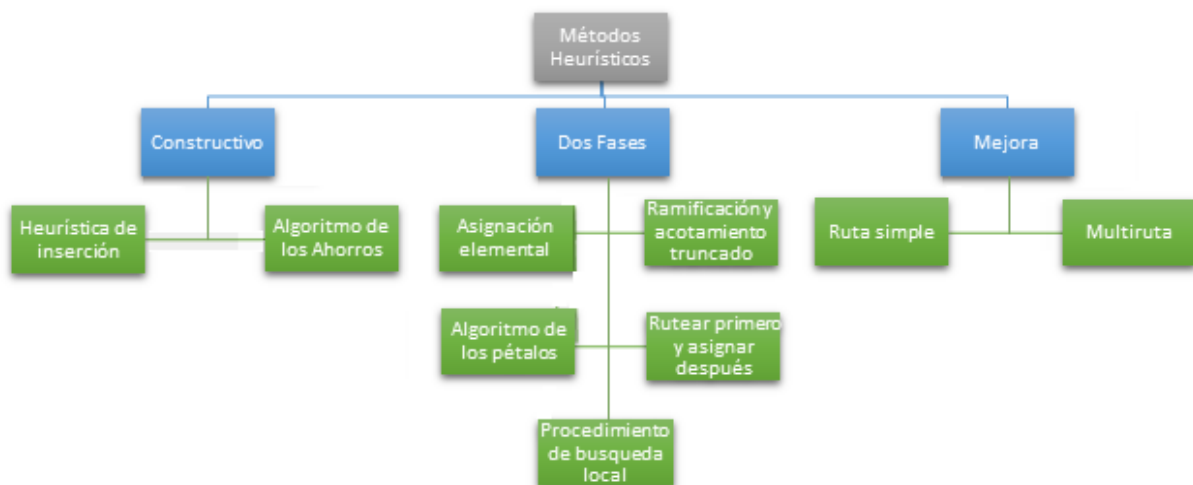 Métodos
Heurísticos
Constructivo
Dos Fases
Mejora
Heurística de
inserción
Algoritmo de
los Ahorros
Asignación
elemental
Ramificación y
acotamiento
truncado
Ruta simple
Multiruta
Algoritmo de
los pétalos
Rutear primero
y asignar
después
Procedimiento
de busqueda
local